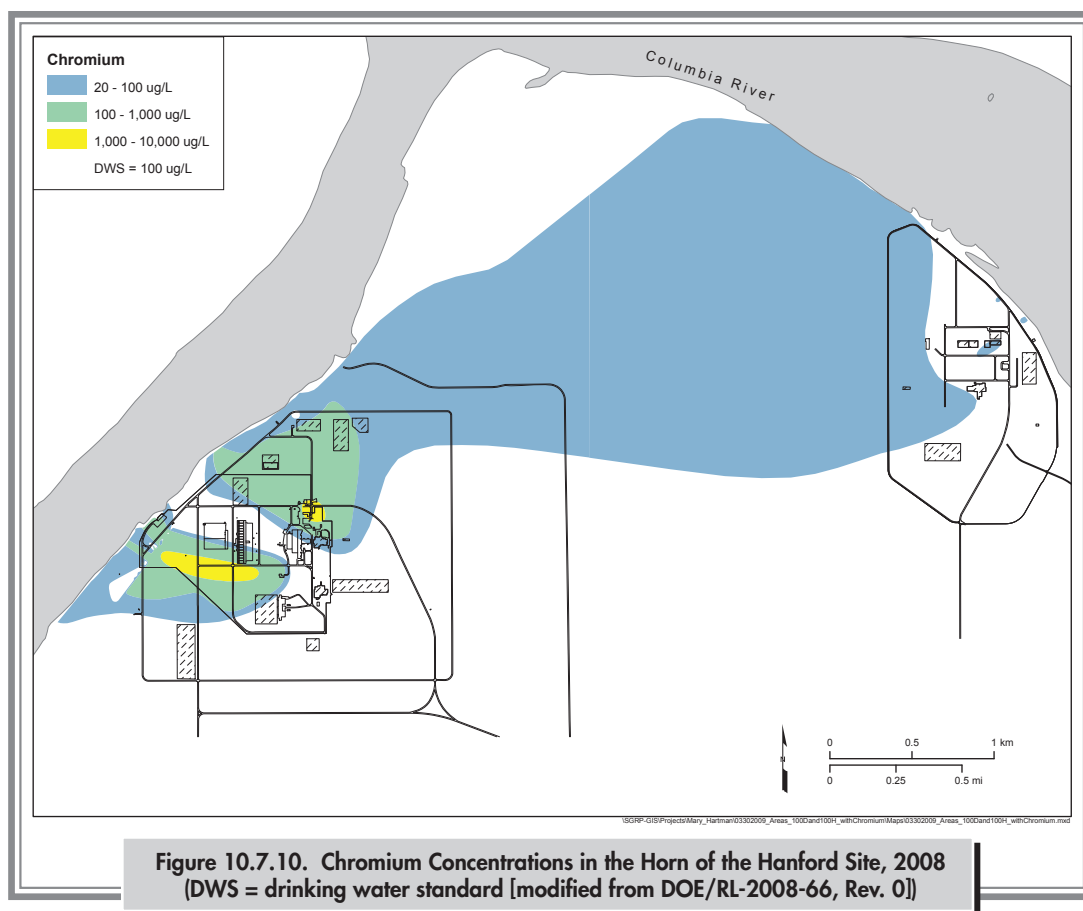 Chromium
20 - 100 ug/L
100 - 1,000 ug/L
1,000 - 10,000 ug/L
DWS = 100 ug/L
Columbia River
N
0 0.5 1 km
0 0.25 0.5 mi
\SGRP-GIS\Projects\Mary_Hartman\03302009_Areas_100Dand100H_withChromium\Maps\03302009_Areas_100Dand100H_withChromium.mxd
Figure 10.7.10. Chromium Concentrations in the Horn of the Hanford Site, 2008
(DWS = drinking water standard [modified from DOE/RL-2008-66, Rev. 0])